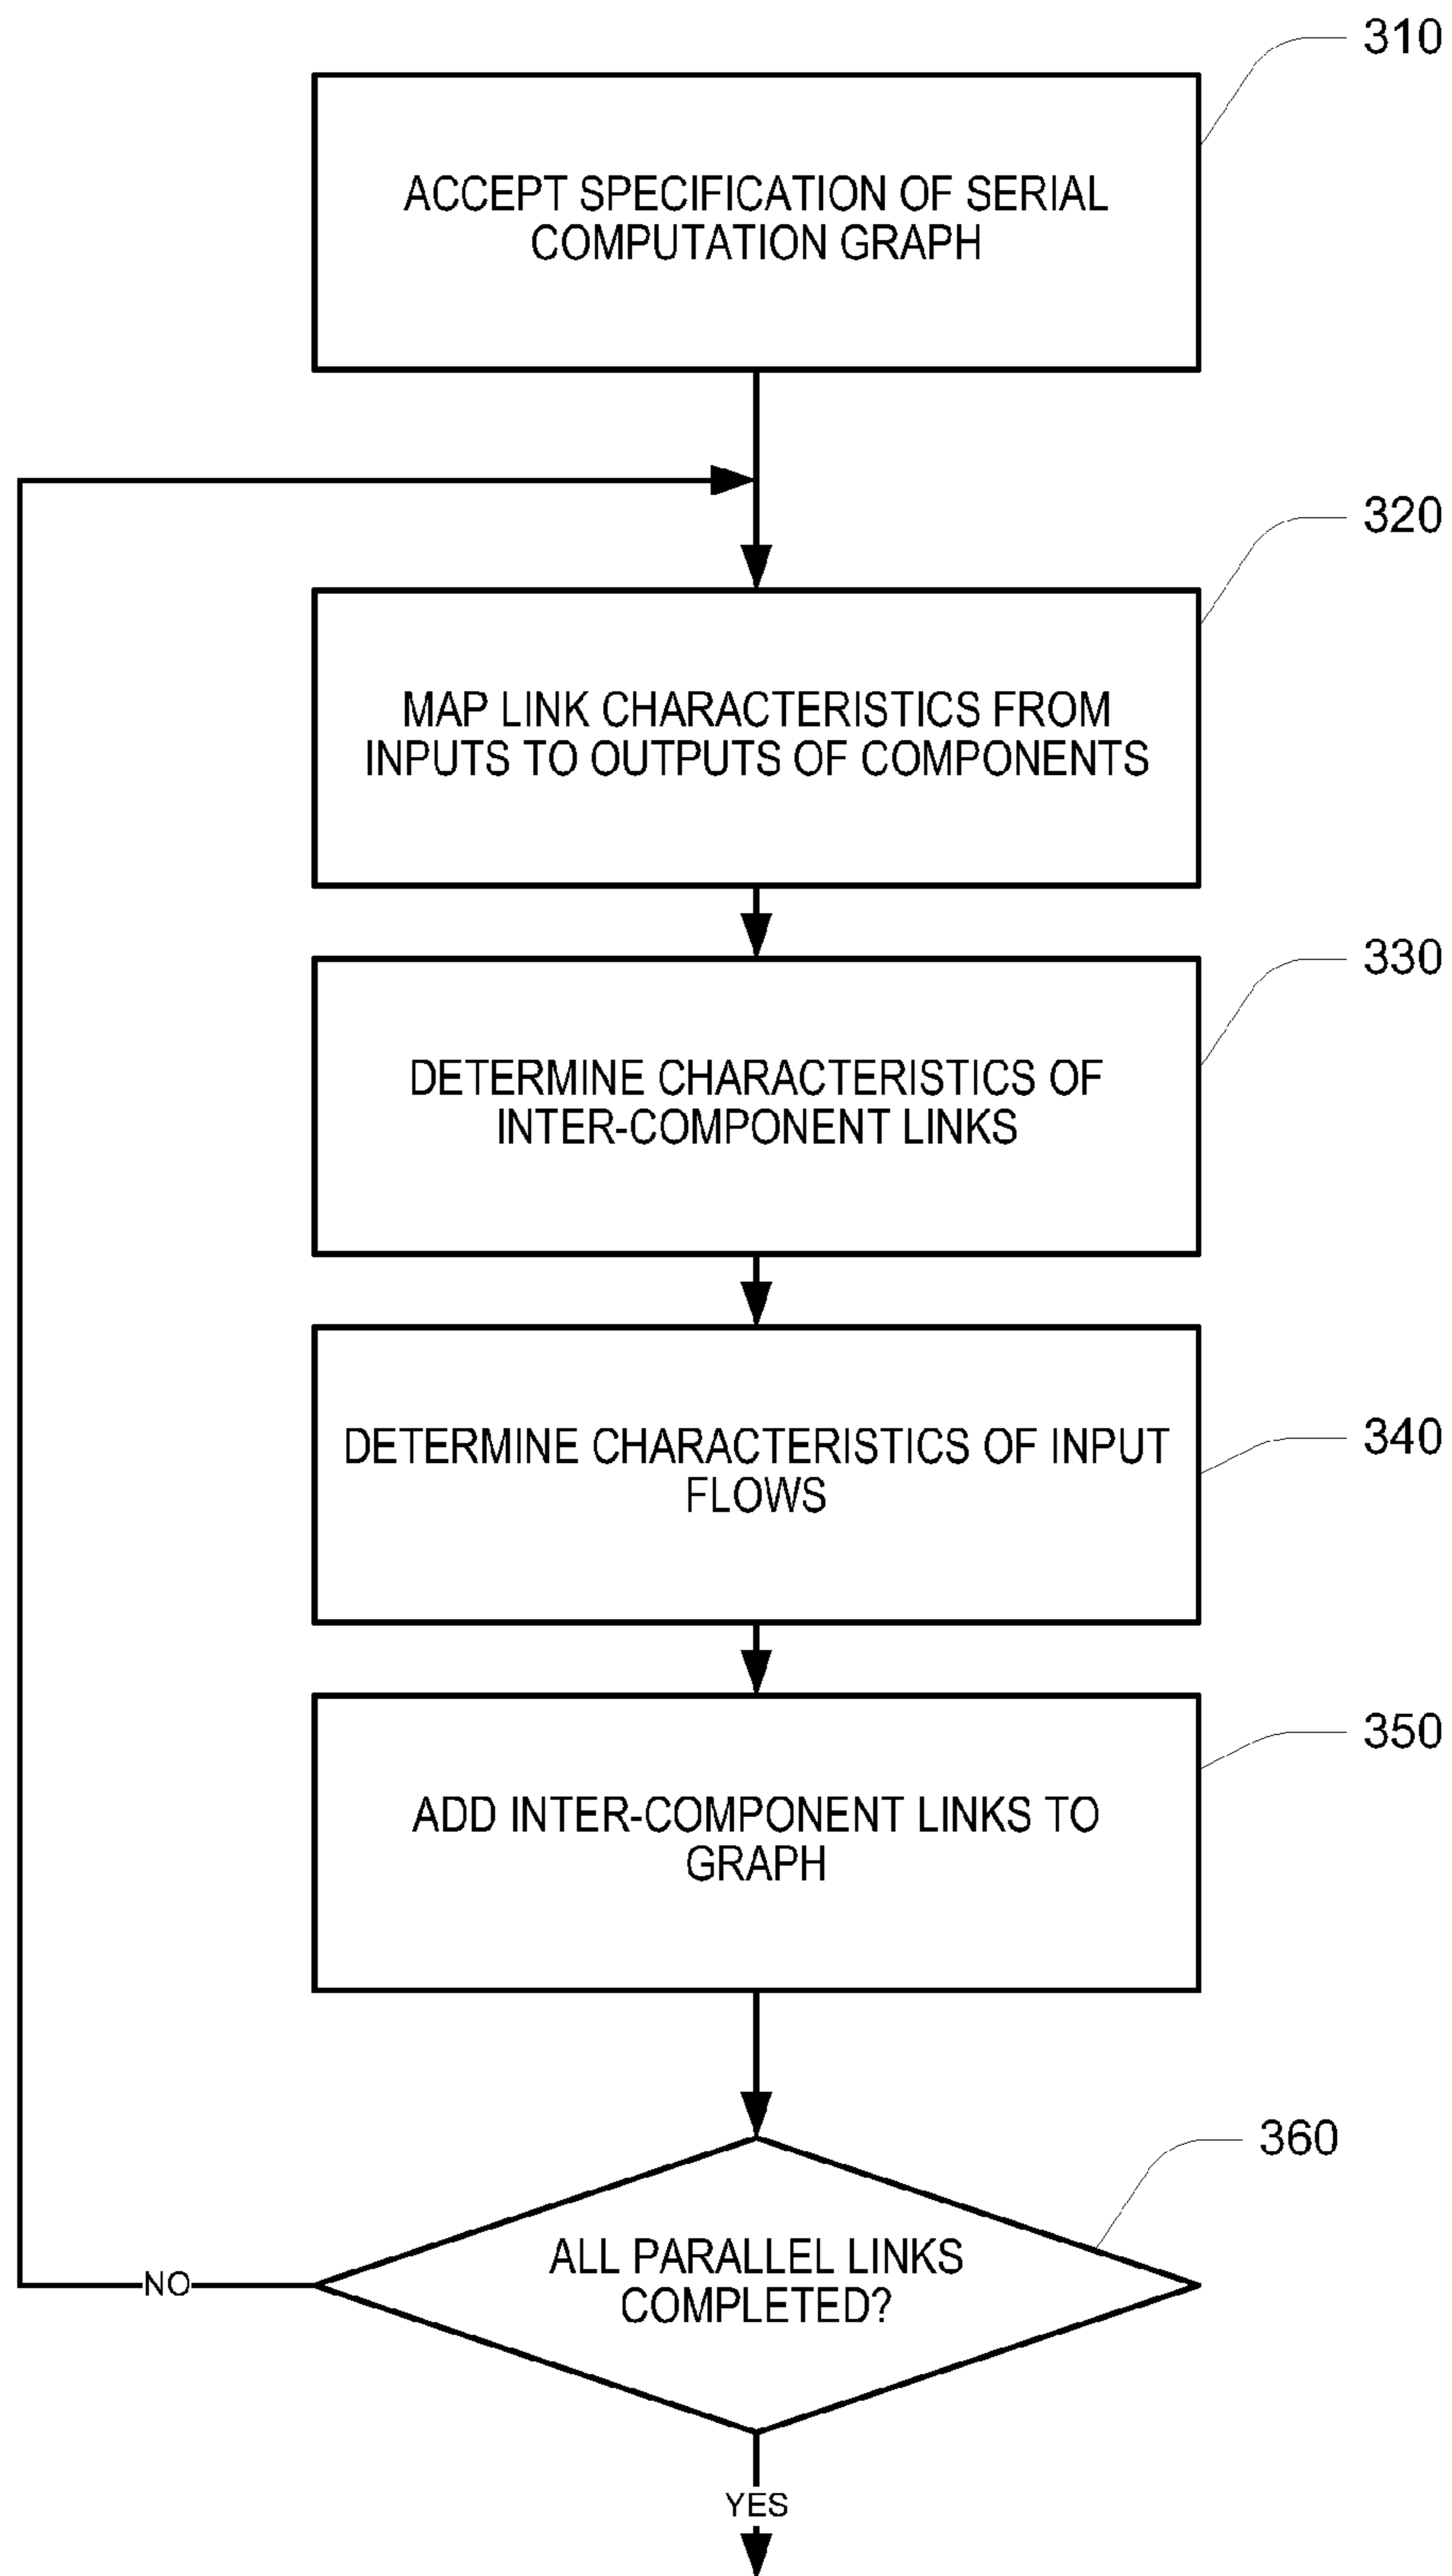 310
ACCEPT SPECIFICATION OF SERIAL
COMPUTATION GRAPH
320
MAP LINK CHARACTERISTICS FROM
INPUTS TO OUTPUTS OF COMPONENTS
330
DETERMINE CHARACTERISTICS OF
INTER-COMPONENT LINKS
340
DETERMINE CHARACTERISTICS OF INPUT
FLOWS
350
ADD INTER-COMPONENT LINKS TO
GRAPH
360
ALL PARALLEL LINKS
COMPLETED?
NO
YES